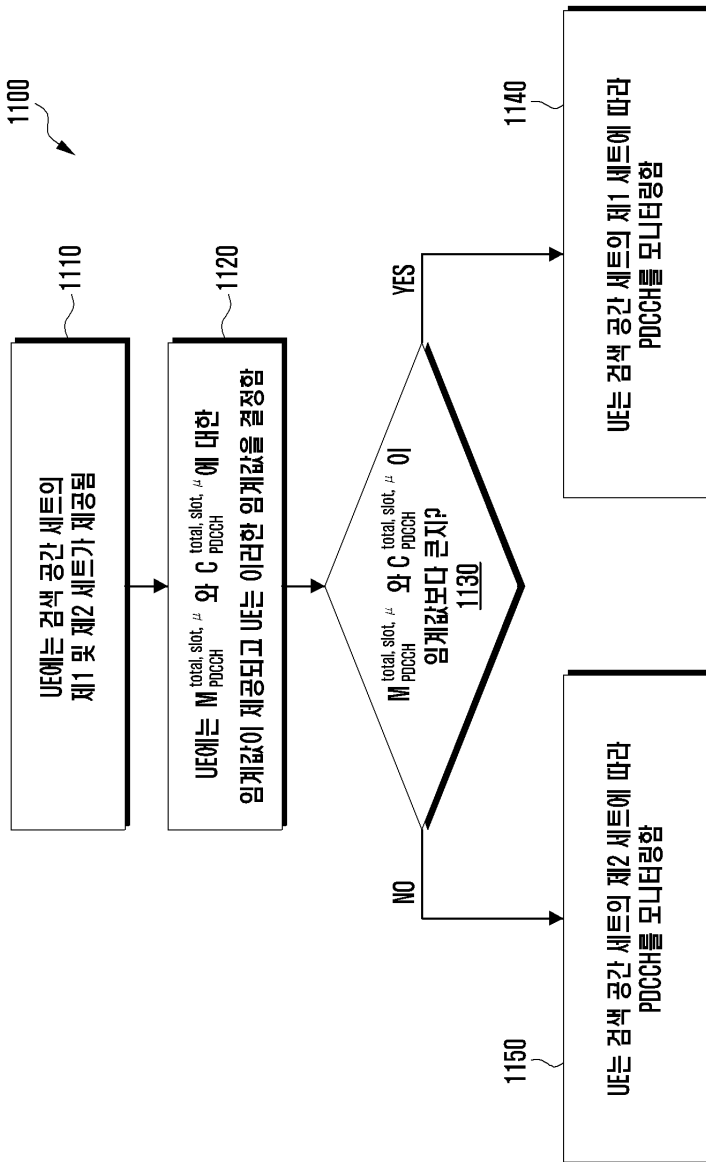 1100
1110
UE에는 검색 공간 세트의
제1 및 제2 세트가 제공됨
1120
UE에는 M total, slot, μ PDCCH 와 C total, slot, μ PDCCH 에 대한
임계값이 제공되고 UE는 이러한 임계값을 결정함
M total, slot, μ PDCCH 와 C total, slot, μ PDCCH 이
임계값보다 큰지?
1130
NO
YES
1150
UE는 검색 공간 세트의 제2 세트에 따라
PDCCH를 모니터링함
1140
UE는 검색 공간 세트의 제1 세트에 따라
PDCCH를 모니터링함